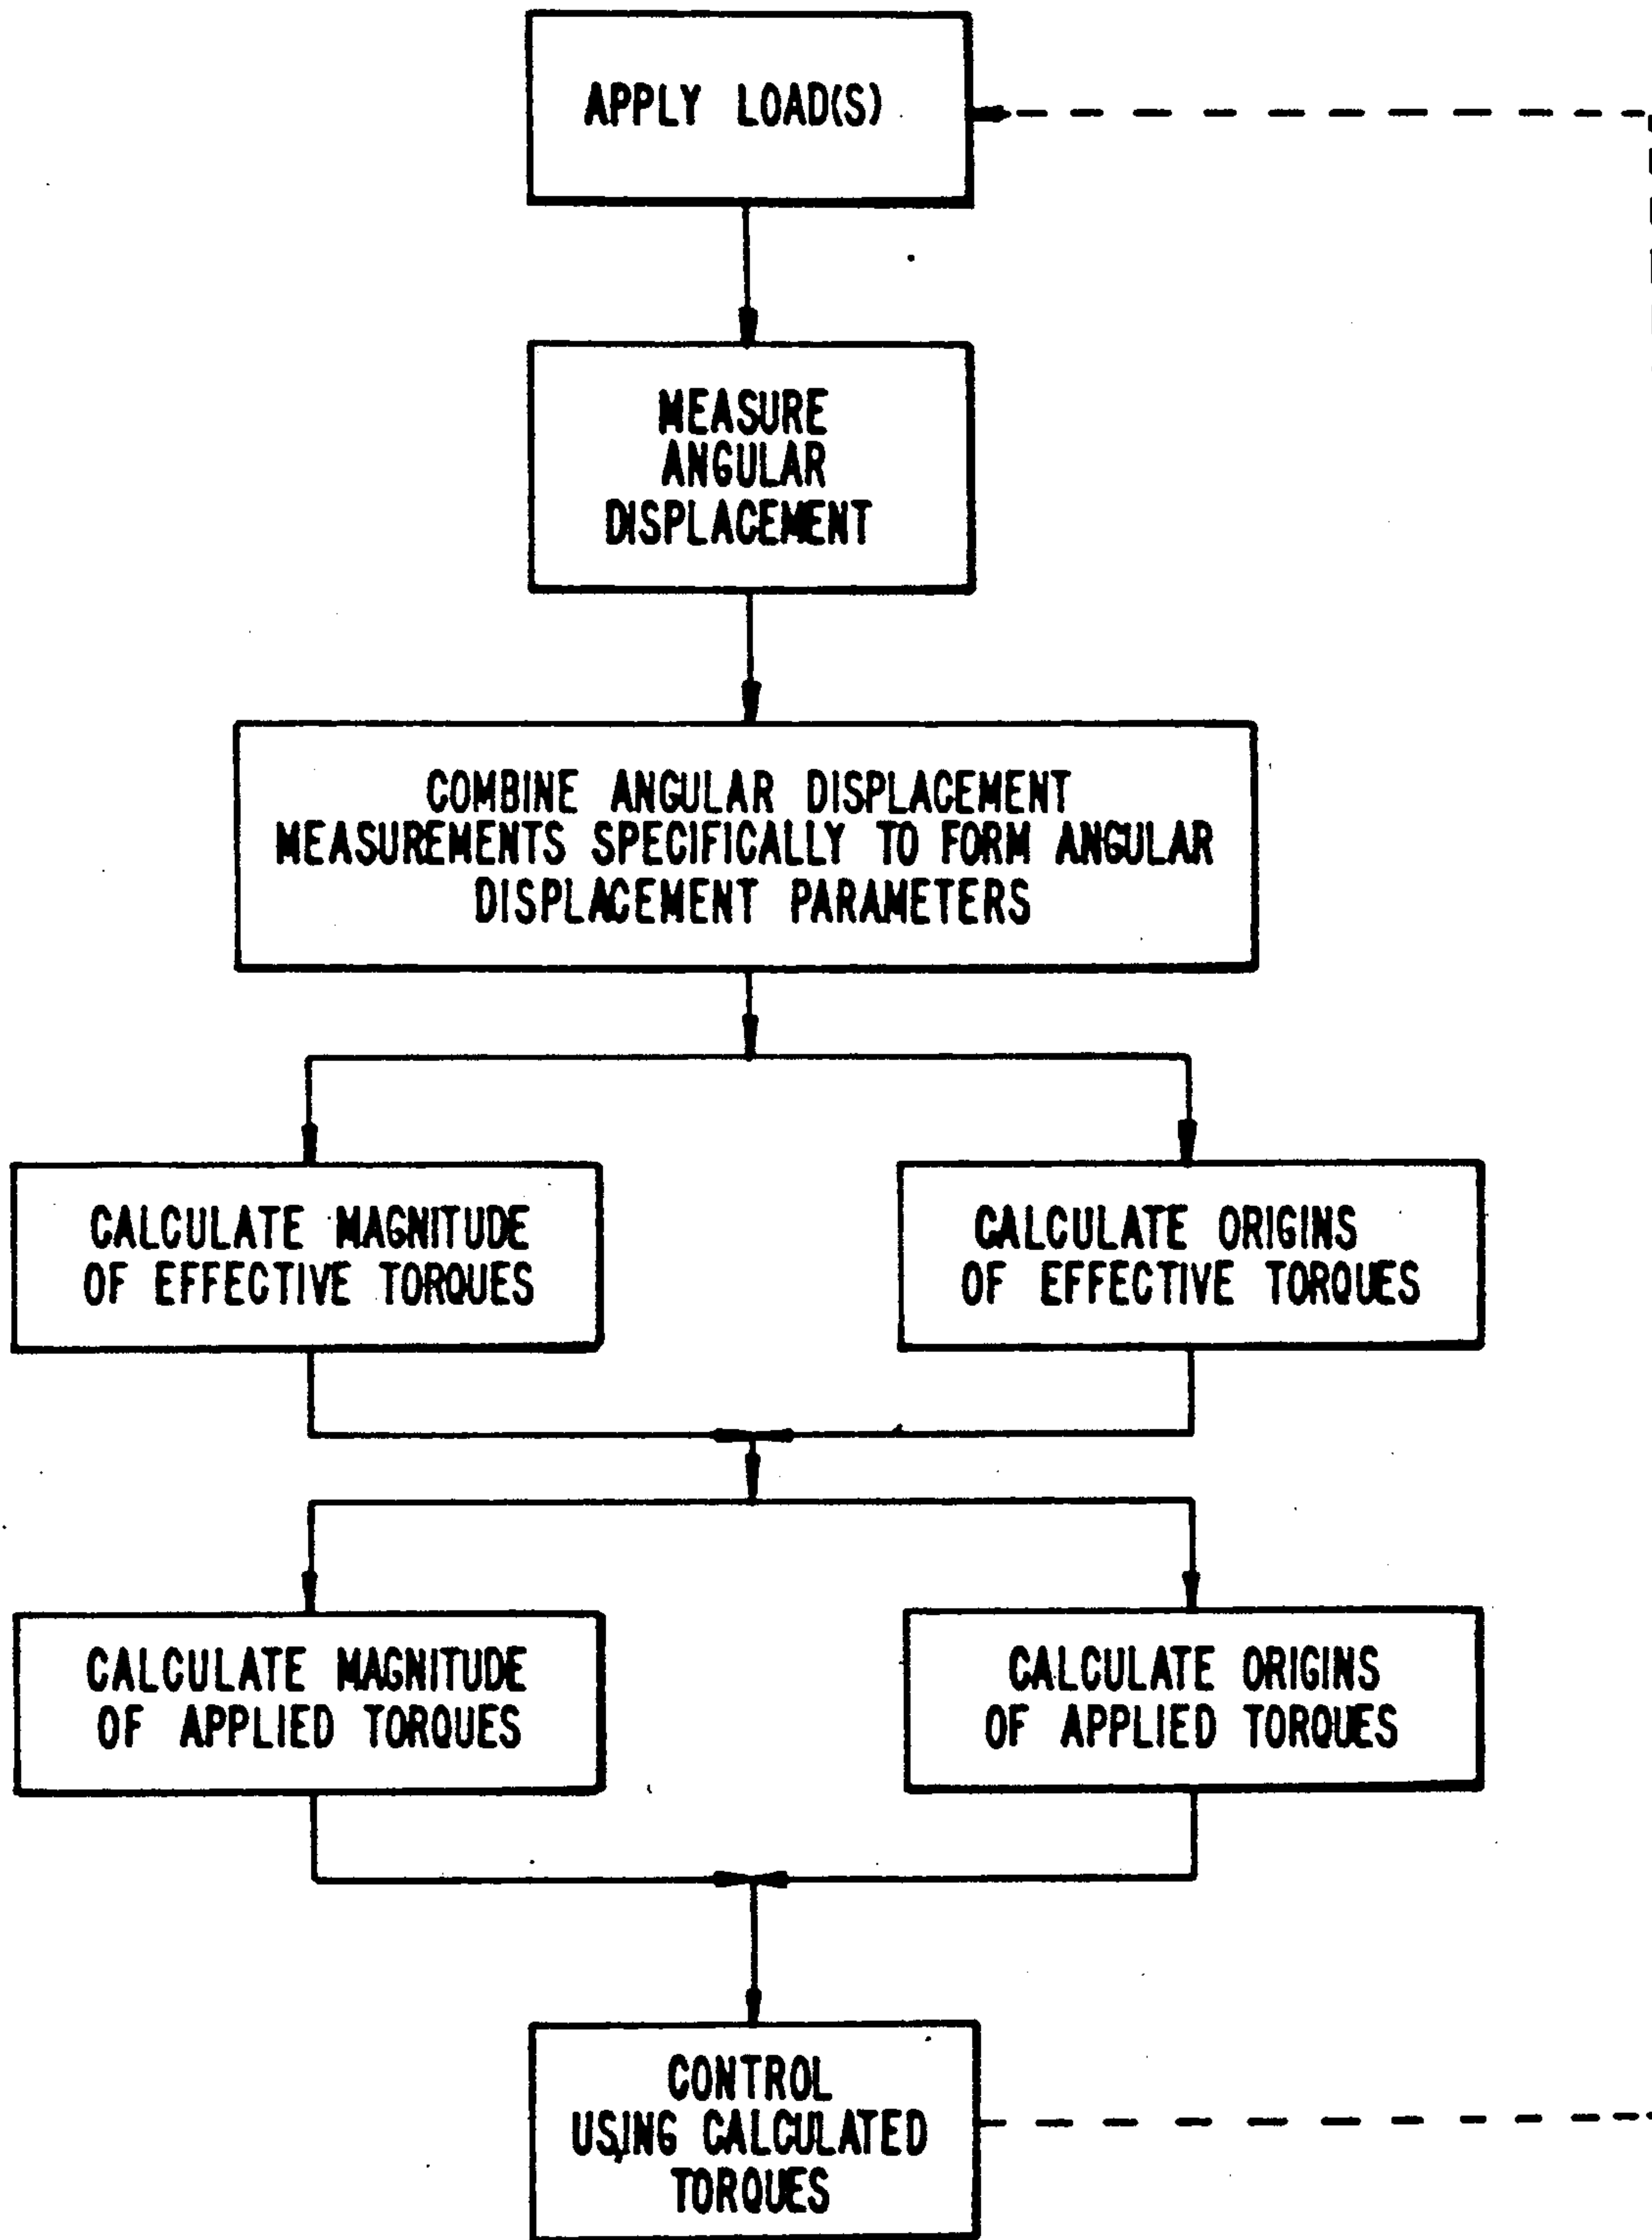 APPLY LOAD(S)
MEASURE
ANGULAR
DISPLACEMENT
COMBINE ANGULAR DISPLACEMENT
MEASUREMENTS SPECIFICALLY TO FORM ANGULAR
DISPLACEMENT PARAMETERS
CALCULATE MAGNITUDE
OF EFFECTIVE TORQUES
CALCULATE ORIGINS
OF EFFECTIVE TORQUES
CALCULATE MAGNITUDE
OF APPLIED TORQUES
CALCULATE ORIGINS
OF APPLIED TORQUES
CONTROL
USING CALCULATED
TORQUES